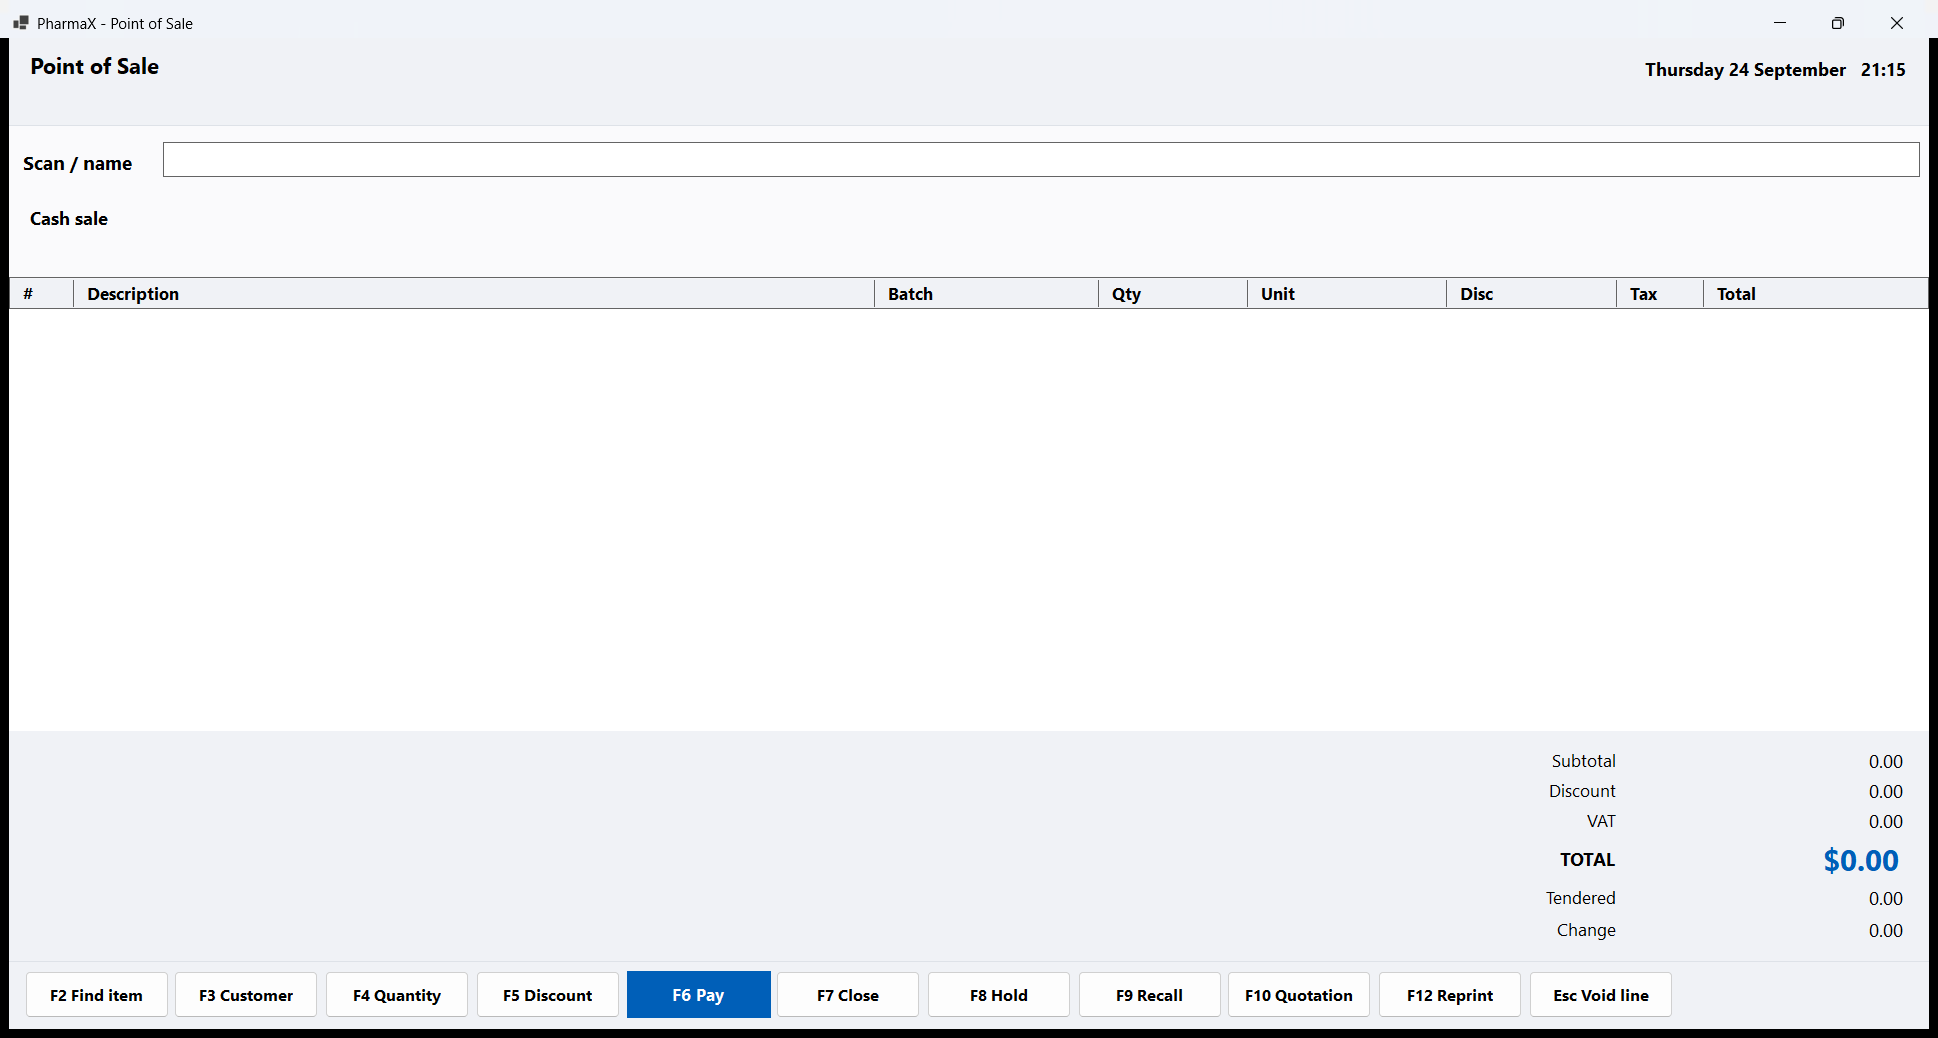 PharmaX - Point of Sale
Point of Sale
Thursday 24 September 21:15
Scan / name
Cash sale
# Description Batch Qty Unit Disc Tax Total
Subtotal 0.00
Discount 0.00
VAT 0.00
TOTAL $0.00
Tendered 0.00
Change 0.00
F2 Find item F3 Customer F4 Quantity F5 Discount F6 Pay F7 Close F8 Hold F9 Recall F10 Quotation F12 Reprint Esc Void line